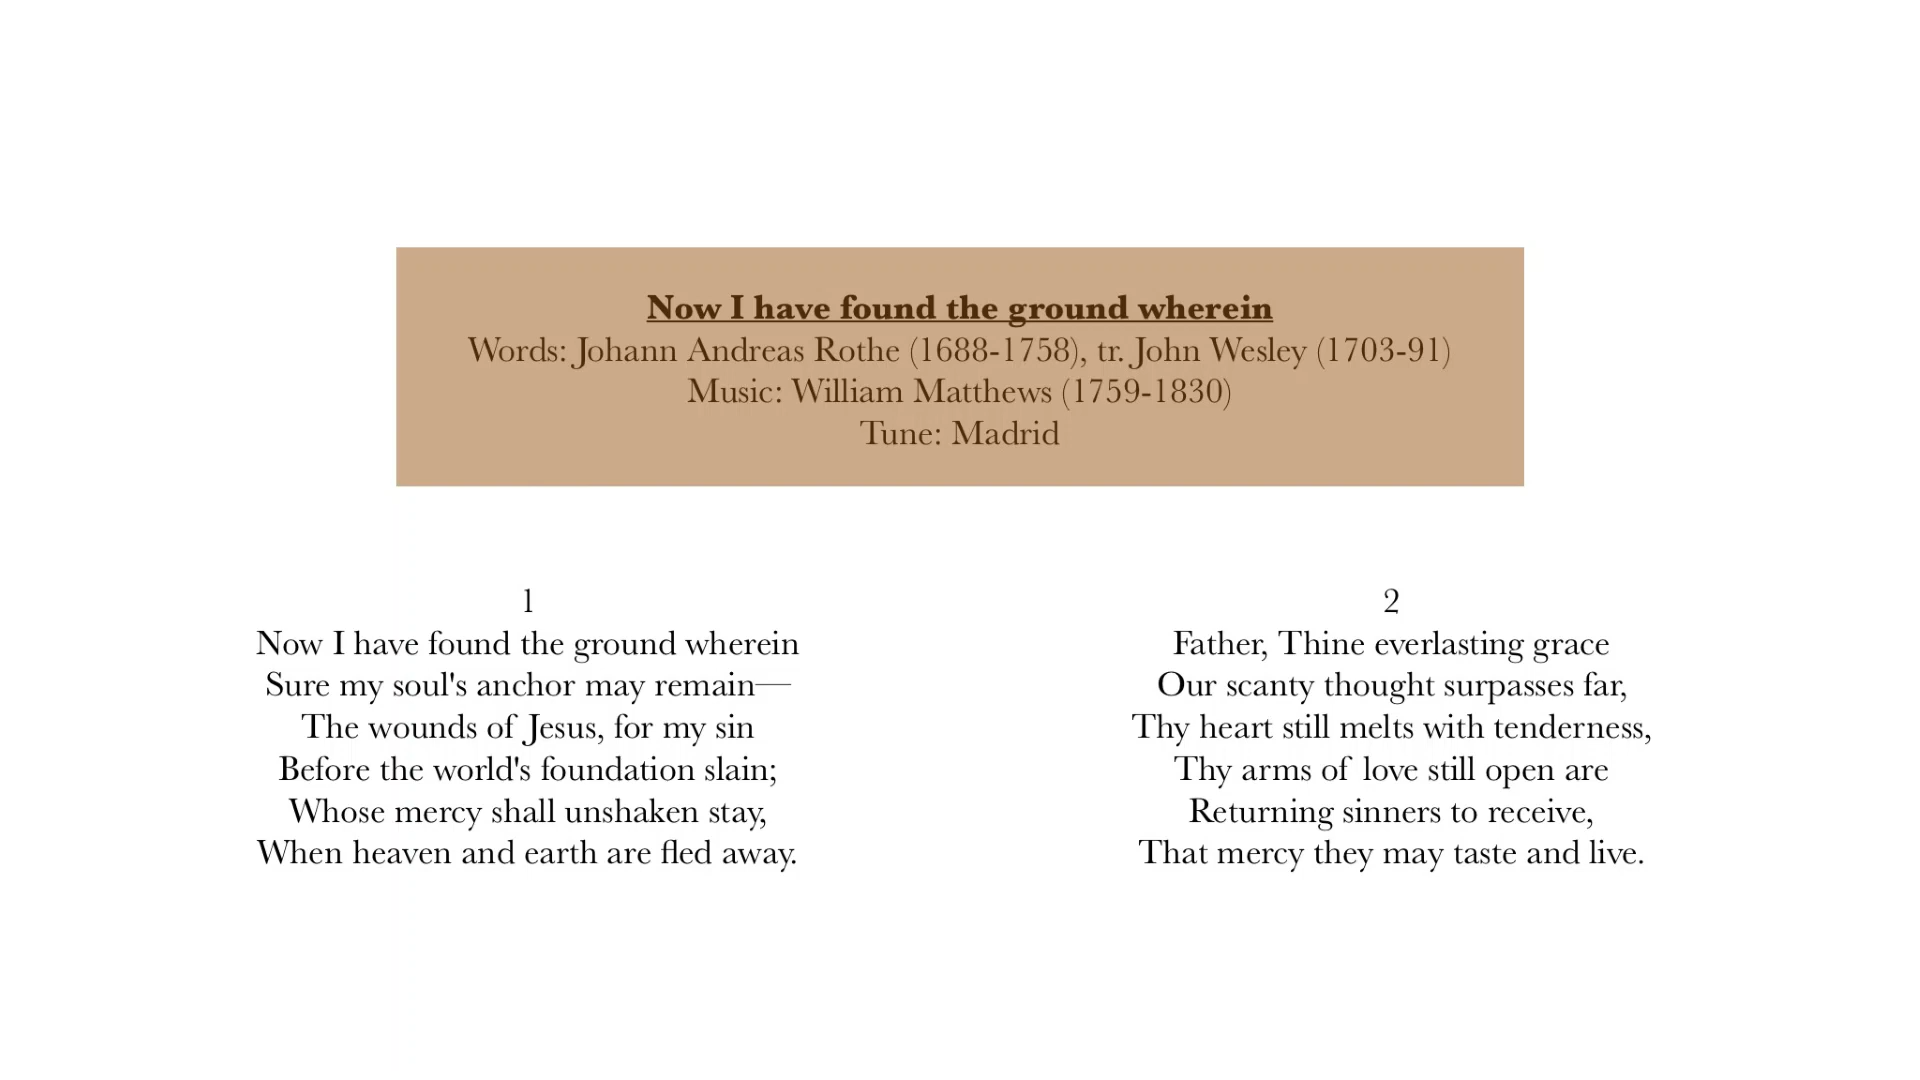 Now I have found the ground wherein
Words: Johann Andreas Rothe (1688-1758), tr. John Wesley (1703-91)
Music: William Matthews (1759-1830)
Tune: Madrid
1
Now I have found the ground wherein
Sure my soul's anchor may remain—
The wounds of Jesus, for my sin
Before the world's foundation slain;
Whose mercy shall unshaken stay,
When heaven and earth are fled away.
2
Father, Thine everlasting grace
Our scanty thought surpasses far,
Thy heart still melts with tenderness,
Thy arms of love still open are
Returning sinners to receive,
That mercy they may taste and live.